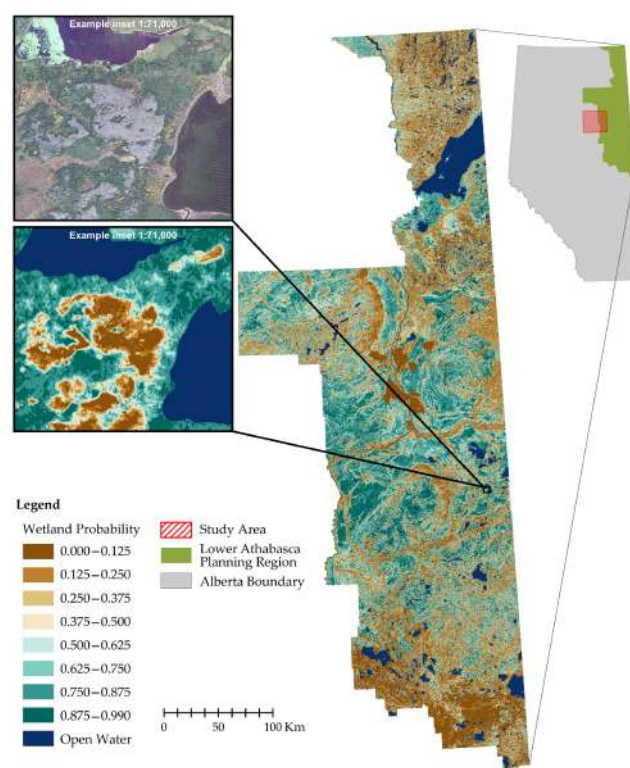 Example inset 1:71,000
Example inset 1:71,000
Legend
Wetland Probability
0.000–0.125
0.125–0.250
0.250–0.375
0.375–0.500
0.500–0.625
0.625–0.750
0.750–0.875
0.875–0.990
Open Water
Study Area
Lower Athabasca
Planning Region
Alberta Boundary
0 50 100
Km